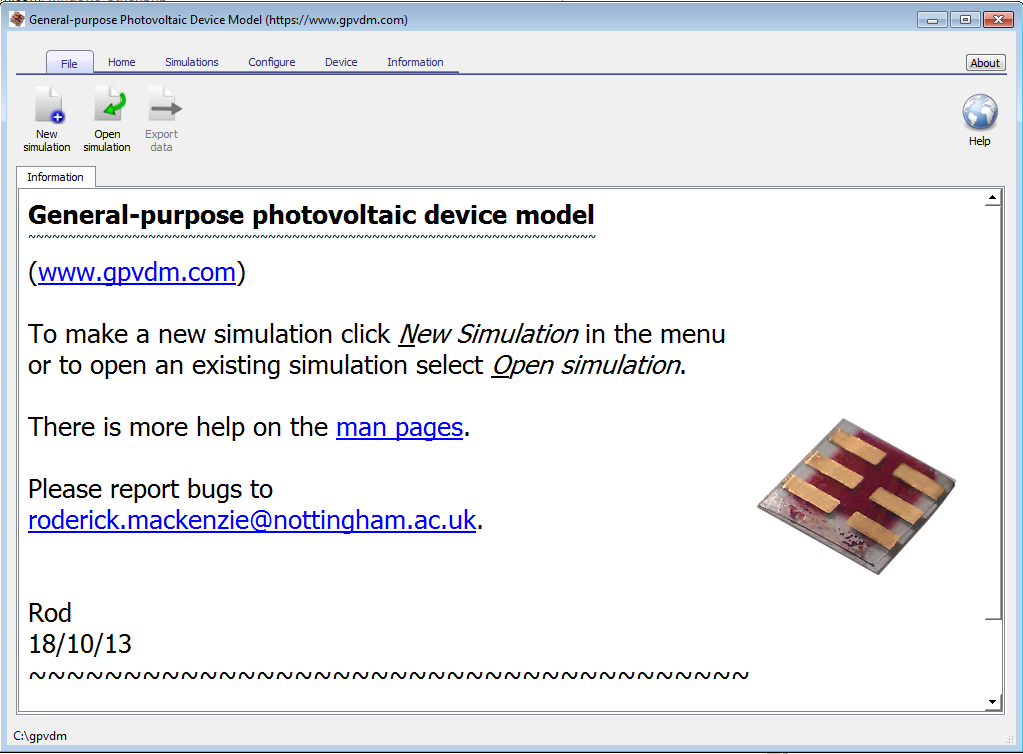 General-purpose Photovoltaic Device Model (https://www.gpvdm.com)
File Home Simulations Configure Device Information About
New simulation
Open simulation
Export data
Help
Information
General-purpose photovoltaic device model
~~~~~~~~~~~~~~~~~~~~~~~~~~~~~~~~~~~~~~~~~~~~~~~~~~~~~~~~~~~~~~~~~~~~~~~
(www.gpvdm.com)
To make a new simulation click New Simulation in the menu
or to open an existing simulation select Open simulation.
There is more help on the man pages.
Please report bugs to
roderick.mackenzie@nottingham.ac.uk.
Rod
18/10/13
~~~~~~~~~~~~~~~~~~~~~~~~~~~~~~~~~~~~~~
C:\gpvdm